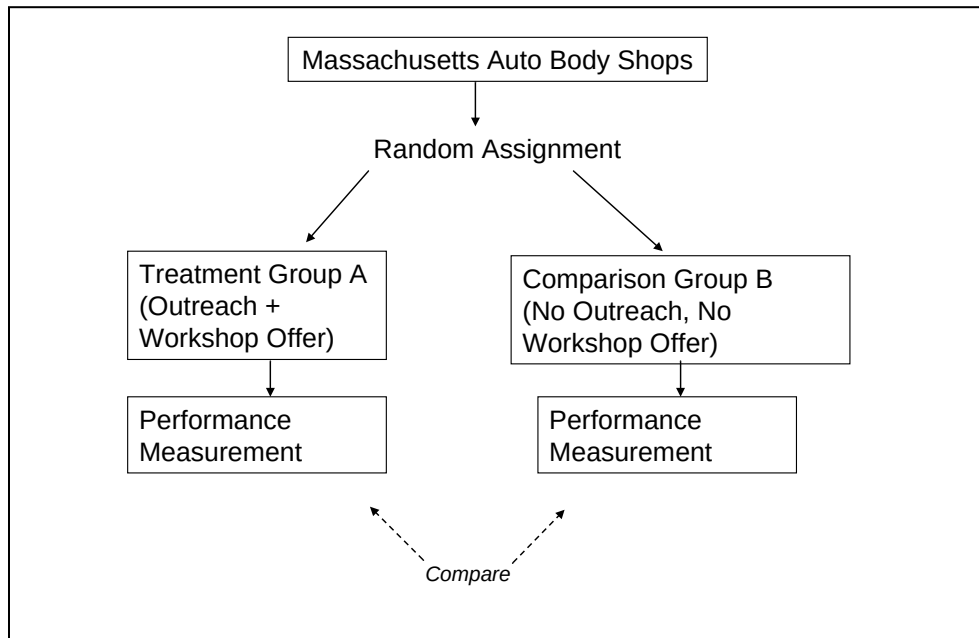 Massachusetts Auto Body Shops
Random Assignment
Treatment Group A
(Outreach +
Workshop Offer)
Comparison Group B
(No Outreach, No
Workshop Offer)
Performance
Measurement
Performance
Measurement
Compare